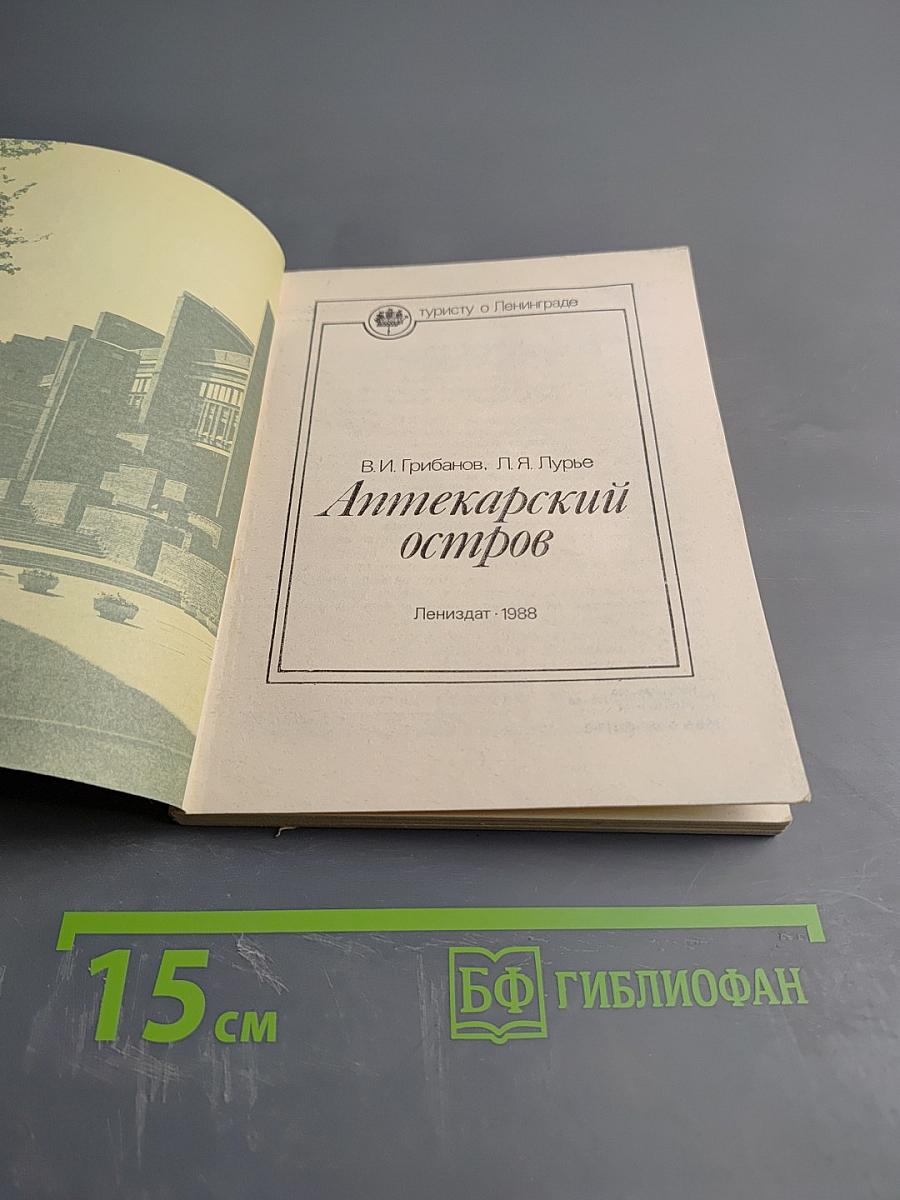 туристу о Ленинграде
В.И. Грибанов, Л.Я. Лурье
Аптекарский
остров
Лениздат · 1988
15 см
БФ ГИБЛИОФАН